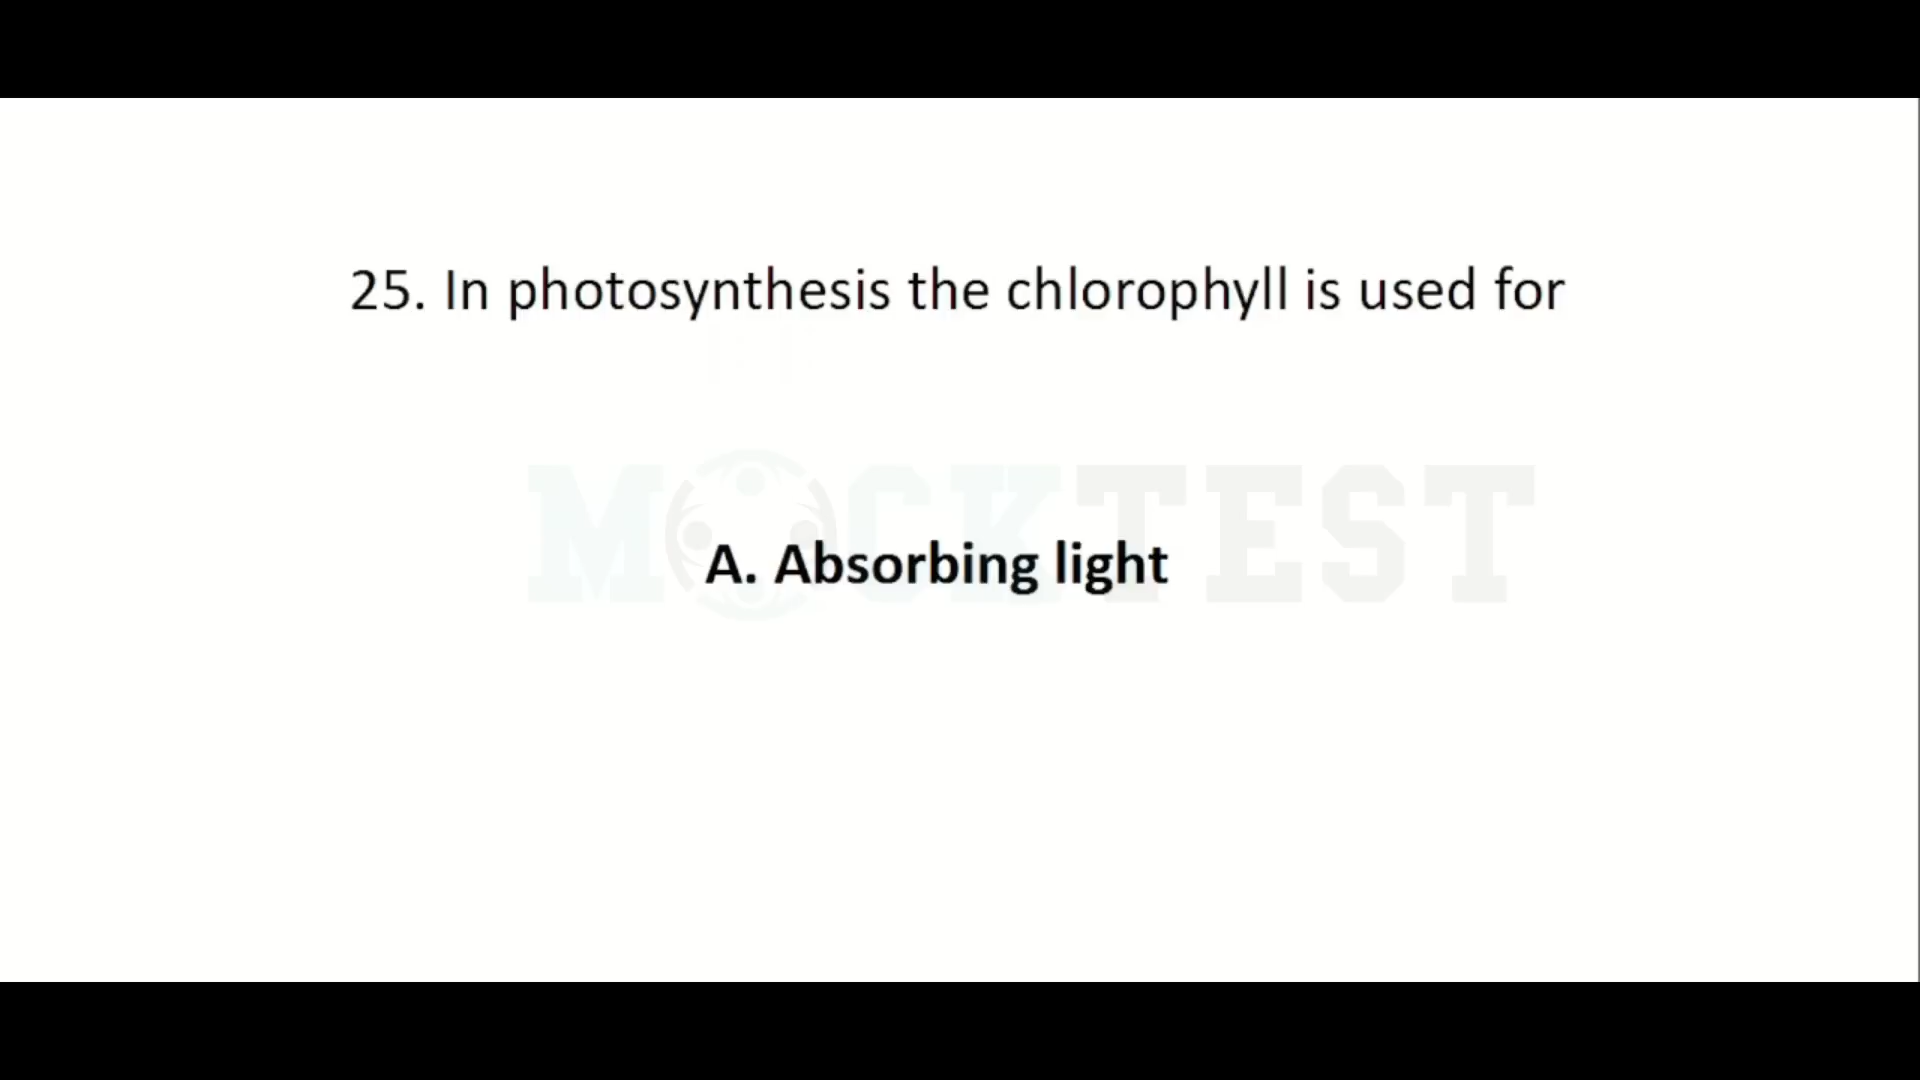 25. In photosynthesis the chlorophyll is used for
MOCKTEST
A. Absorbing light